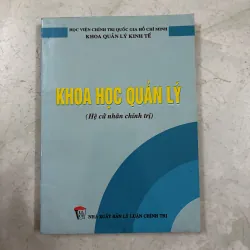 HỌC VIỆN CHÍNH TRỊ QUỐC GIA HỒ CHÍ MINH
KHOA QUẢN LÝ KINH TẾ
KHOA HỌC QUẢN LÝ
(Hệ cử nhân chính trị)
NHÀ XUẤT BẢN LÝ LUẬN CHÍNH TRỊ